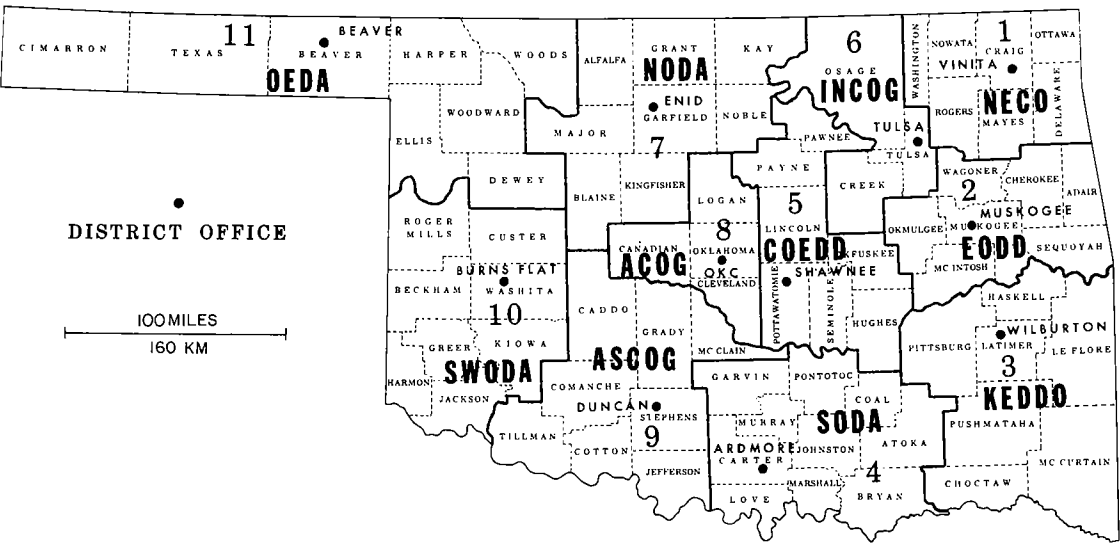 CIMARRON
TEXAS
11
BEAVER
BEAVER
OEDA
HARPER
WOODS
ALFALFA
GRANT
KAY
NODA
ENID
GARFIELD
NOBLE
MAJOR
7
WOODWARD
ELLIS
DEWEY
BLAINE
KINGFISHER
6
OSAGE
INCOG
WASHINGTON
PAWNEE
TULSA
TULSA
CREEK
1
NOWATA
CRAIG
OTTAWA
VINITA
NECO
ROGERS
MAYES
DELAWARE
PAYNE
5
LINCOLN
COEDD
SHAWNEE
POTTAWATOMIE
SEMINOLE
OKFUSKEE
HUGHES
LOGAN
8
CANADIAN
OKLAHOMA
ACOG
OKC
CLEVELAND
WAGONER
2
CHEROKEE
ADAIR
MUSKOGEE
OKMULGEE
MUSKOGEE
EODD
SEQUOYAH
MC INTOSH
ROGER
MILLS
CUSTER
BURNS FLAT
WASHITA
BECKHAM
10
GREER
KIOWA
SWODA
HARMON
JACKSON
CADDO
GRADY
MC CLAIN
ASCOG
COMANCHE
DUNCAN
STEPHENS
9
TILLMAN
COTTON
JEFFERSON
GARVIN
PONTOTOC
COAL
MURRAY
SODA
ARDMORE
JOHNSTON
ATOKA
CARTER
4
MARSHALL
LOVE
BRYAN
HASKELL
WILBURTON
PITTSBURG
LATIMER
LE FLORE
3
KEDDO
PUSHMATAHA
MC CURTAIN
CHOCTAW
DISTRICT OFFICE
100 MILES
160 KM